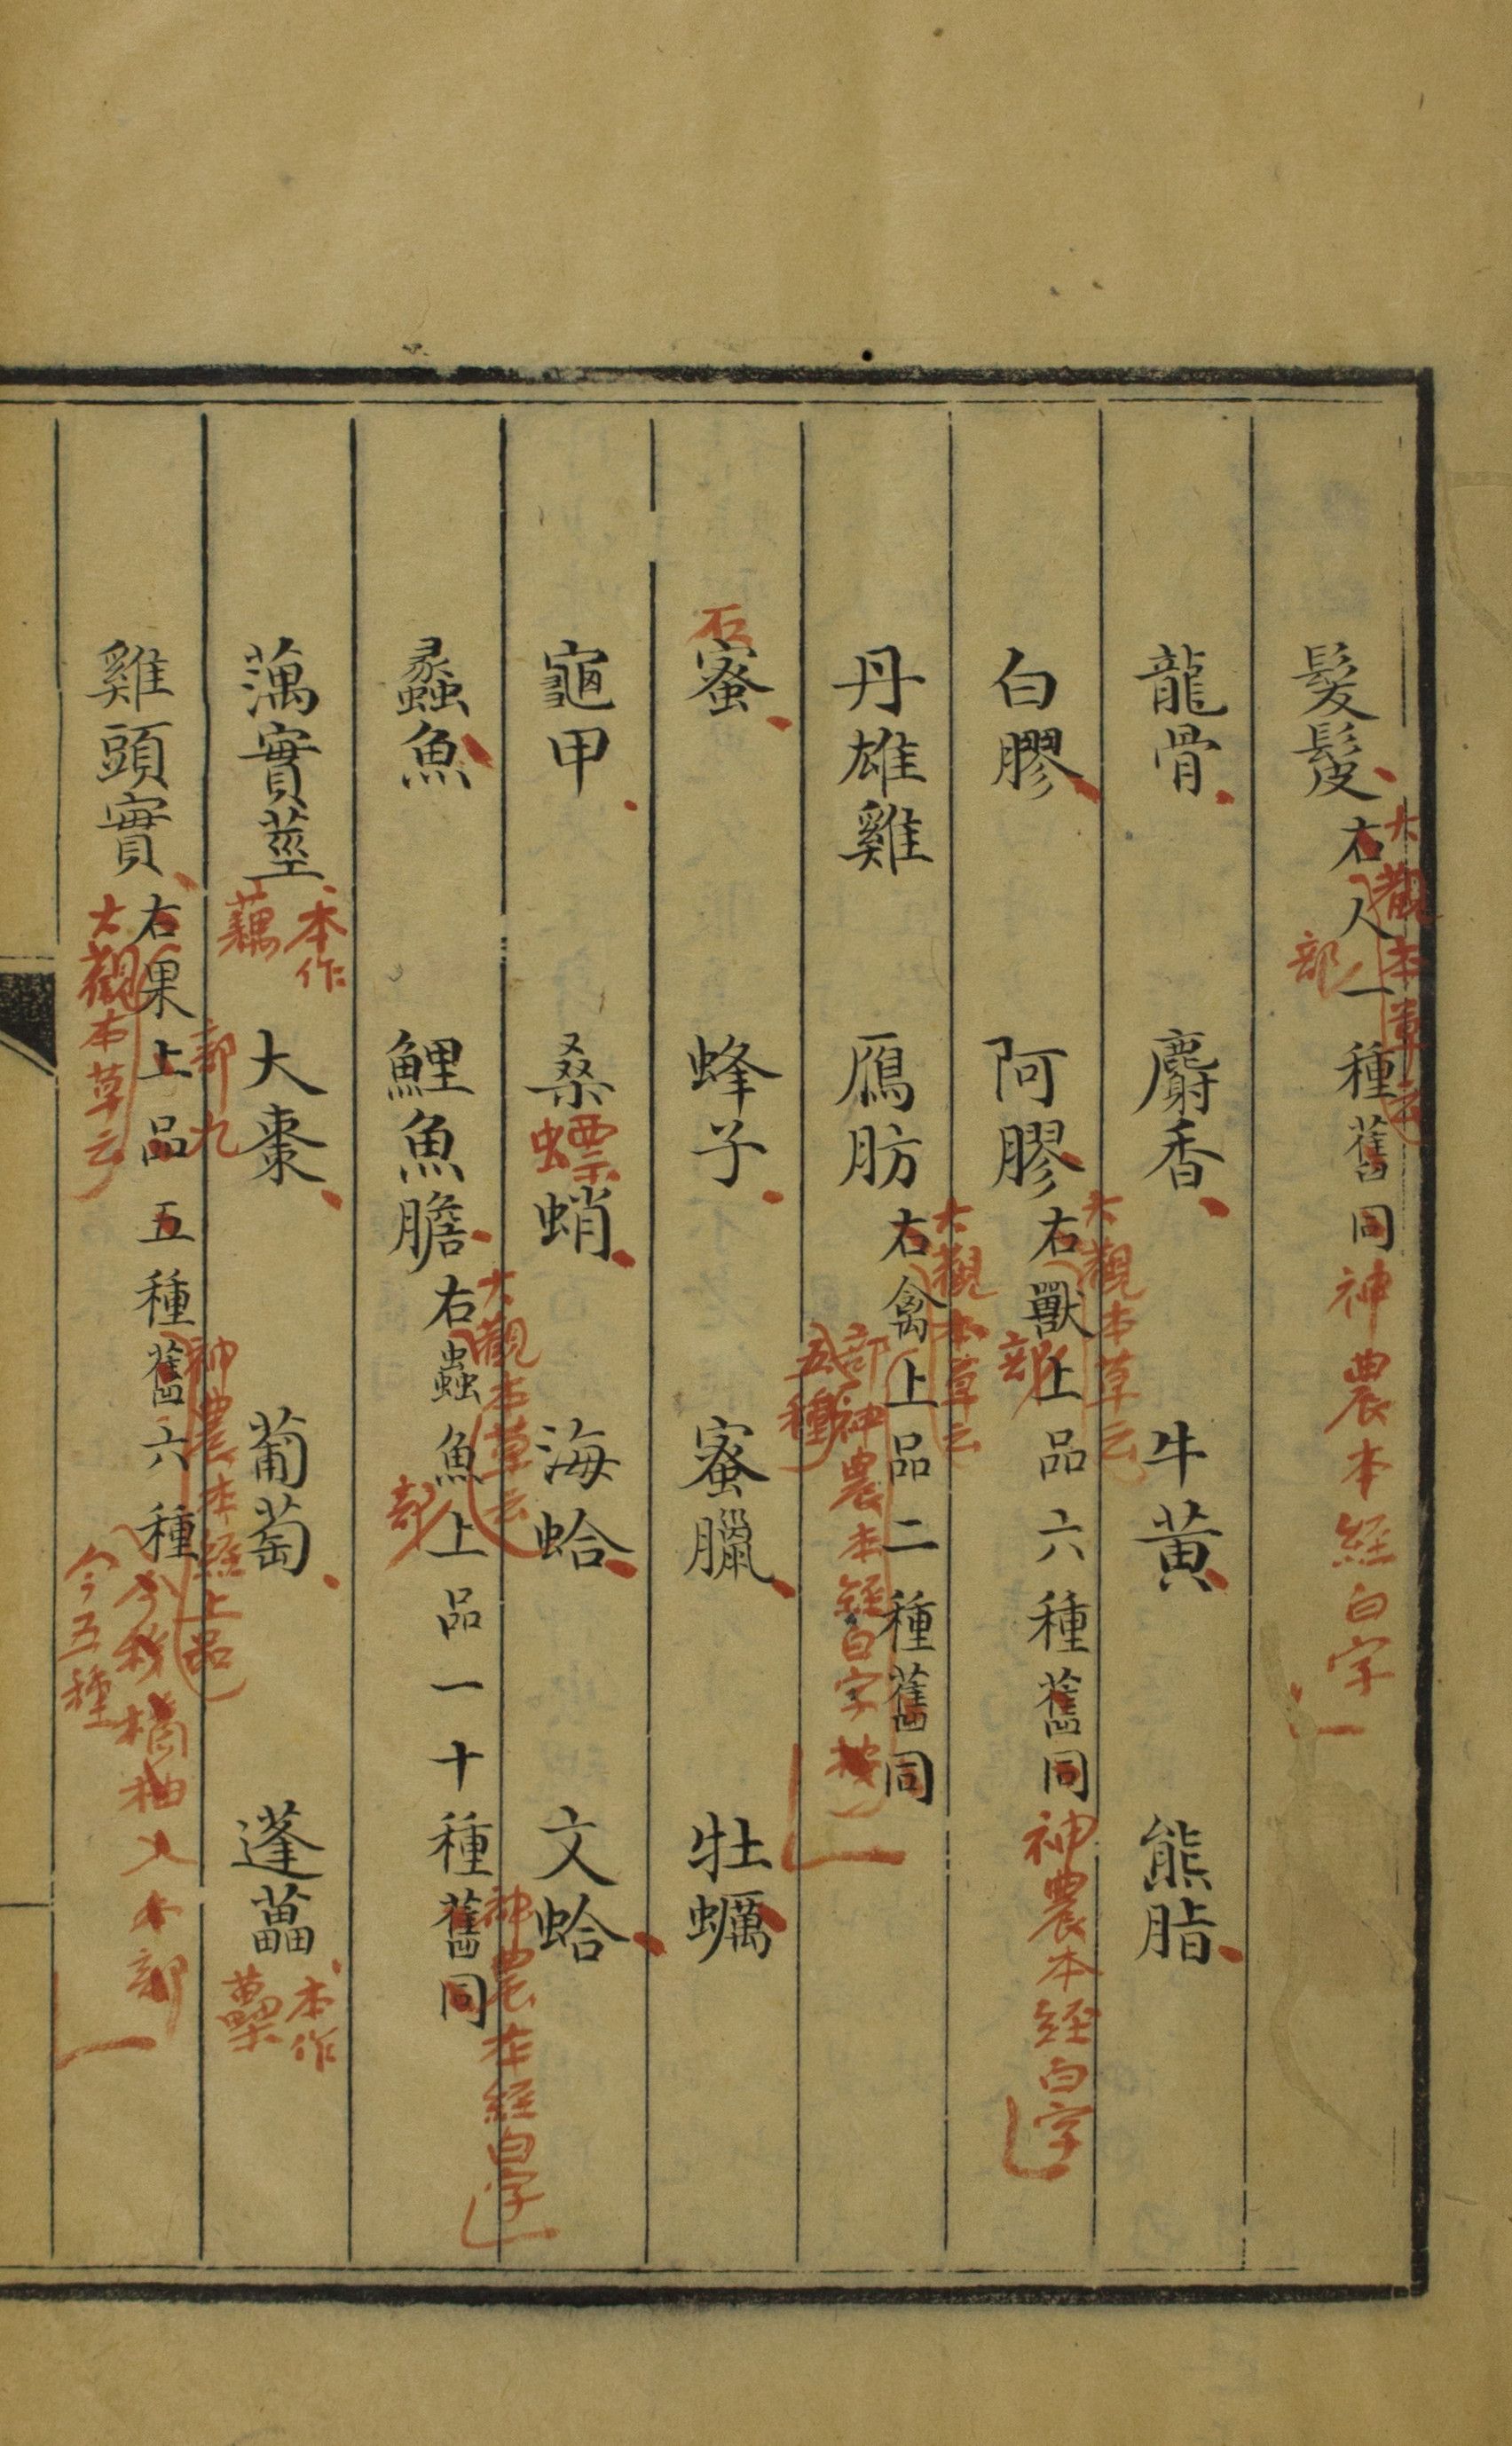 髮髲右人一種舊同
大觀本草云
部
神農本經白字
龍骨 麝香 牛黃 熊脂
白膠 阿膠右獸上品六種舊同
大觀本草云
部
神農本經白字
丹雄雞 鴈肪右禽上品二種舊同
大觀本草云
部 神農本經白字
五種
石蜜 蜂子 蜜臘 牡蠣
龜甲 桑螵蛸 海蛤 文蛤
蠡魚 鯉魚膽右蟲魚上品一十種舊同
大觀本草云
部
神農本經白字
藕實莖 大棗 葡萄 蓬蔂
本作藕
本作蘽
雞頭實右果上品五種舊六種
部九
神農本經上品
大觀本草云
今移橘柚入木部
今五種